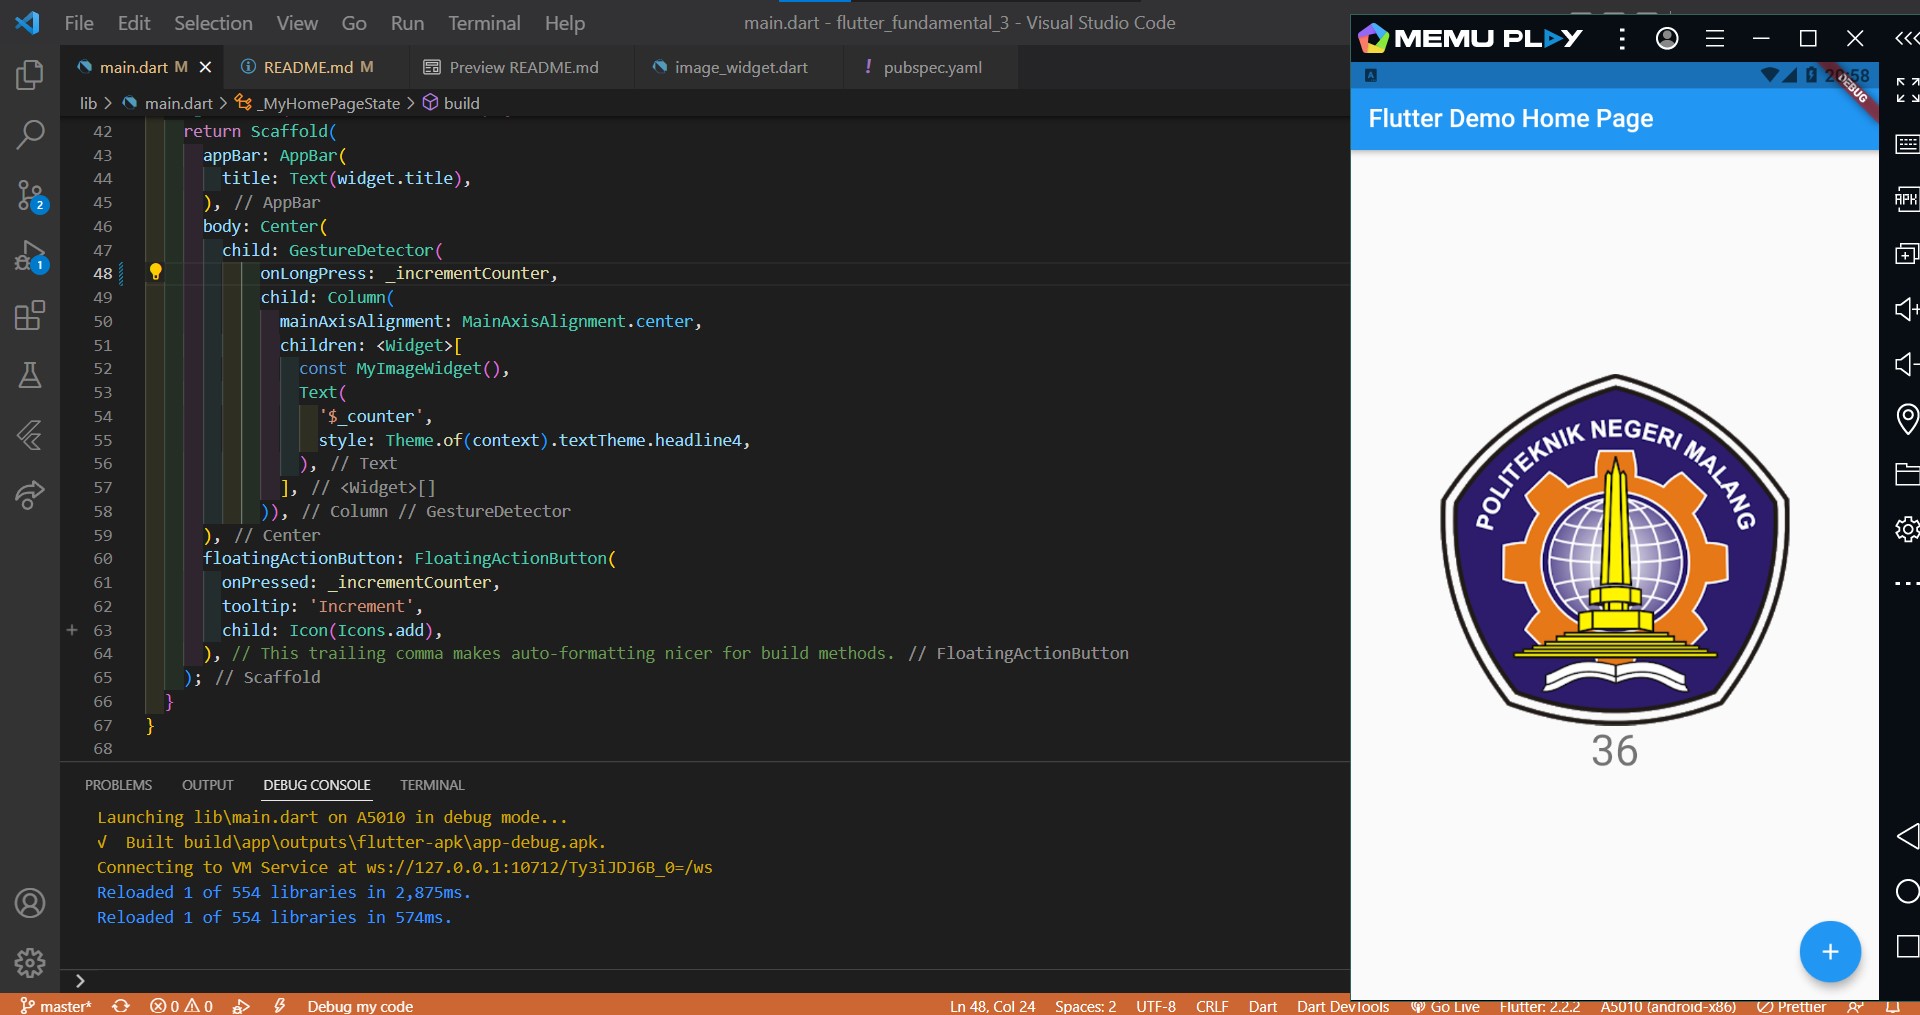 File Edit Selection View Go Run Terminal Help
main.dart - flutter_fundamental_3 - Visual Studio Code
main.dart M
README.md M
Preview README.md
image_widget.dart
! pubspec.yaml
lib > main.dart > _MyHomePageState > build
42 return Scaffold(
43 appBar: AppBar(
44 title: Text(widget.title),
45 ), // AppBar
46 body: Center(
47 child: GestureDetector(
48 onLongPress: _incrementCounter,
49 child: Column(
50 mainAxisAlignment: MainAxisAlignment.center,
51 children: <Widget>[
52 const MyImageWidget(),
53 Text(
54 '$_counter',
55 style: Theme.of(context).textTheme.headline4,
56 ), // Text
57 ], // <Widget>[]
58 )), // Column // GestureDetector
59 ), // Center
60 floatingActionButton: FloatingActionButton(
61 onPressed: _incrementCounter,
62 tooltip: 'Increment',
63 child: Icon(Icons.add),
64 ), // This trailing comma makes auto-formatting nicer for build methods. // FloatingActionButton
65 ); // Scaffold
66 }
67 }
68
2
1
PROBLEMS OUTPUT DEBUG CONSOLE TERMINAL
Launching lib\main.dart on A5010 in debug mode...
√ Built build\app\outputs\flutter-apk\app-debug.apk.
Connecting to VM Service at ws://127.0.0.1:10712/Ty3iJDJ6B_0=/ws
Reloaded 1 of 554 libraries in 2,875ms.
Reloaded 1 of 554 libraries in 574ms.
master* 0 0 Debug my code Ln 48, Col 24 Spaces: 2 UTF-8 CRLF Dart Dart DevTools Go Live Flutter: 2.2.2 A5010 (android-x86) Prettier
MEMU PLAY
A
DEBUG
Flutter Demo Home Page
POLITEKNIK NEGERI MALANG
36
APK